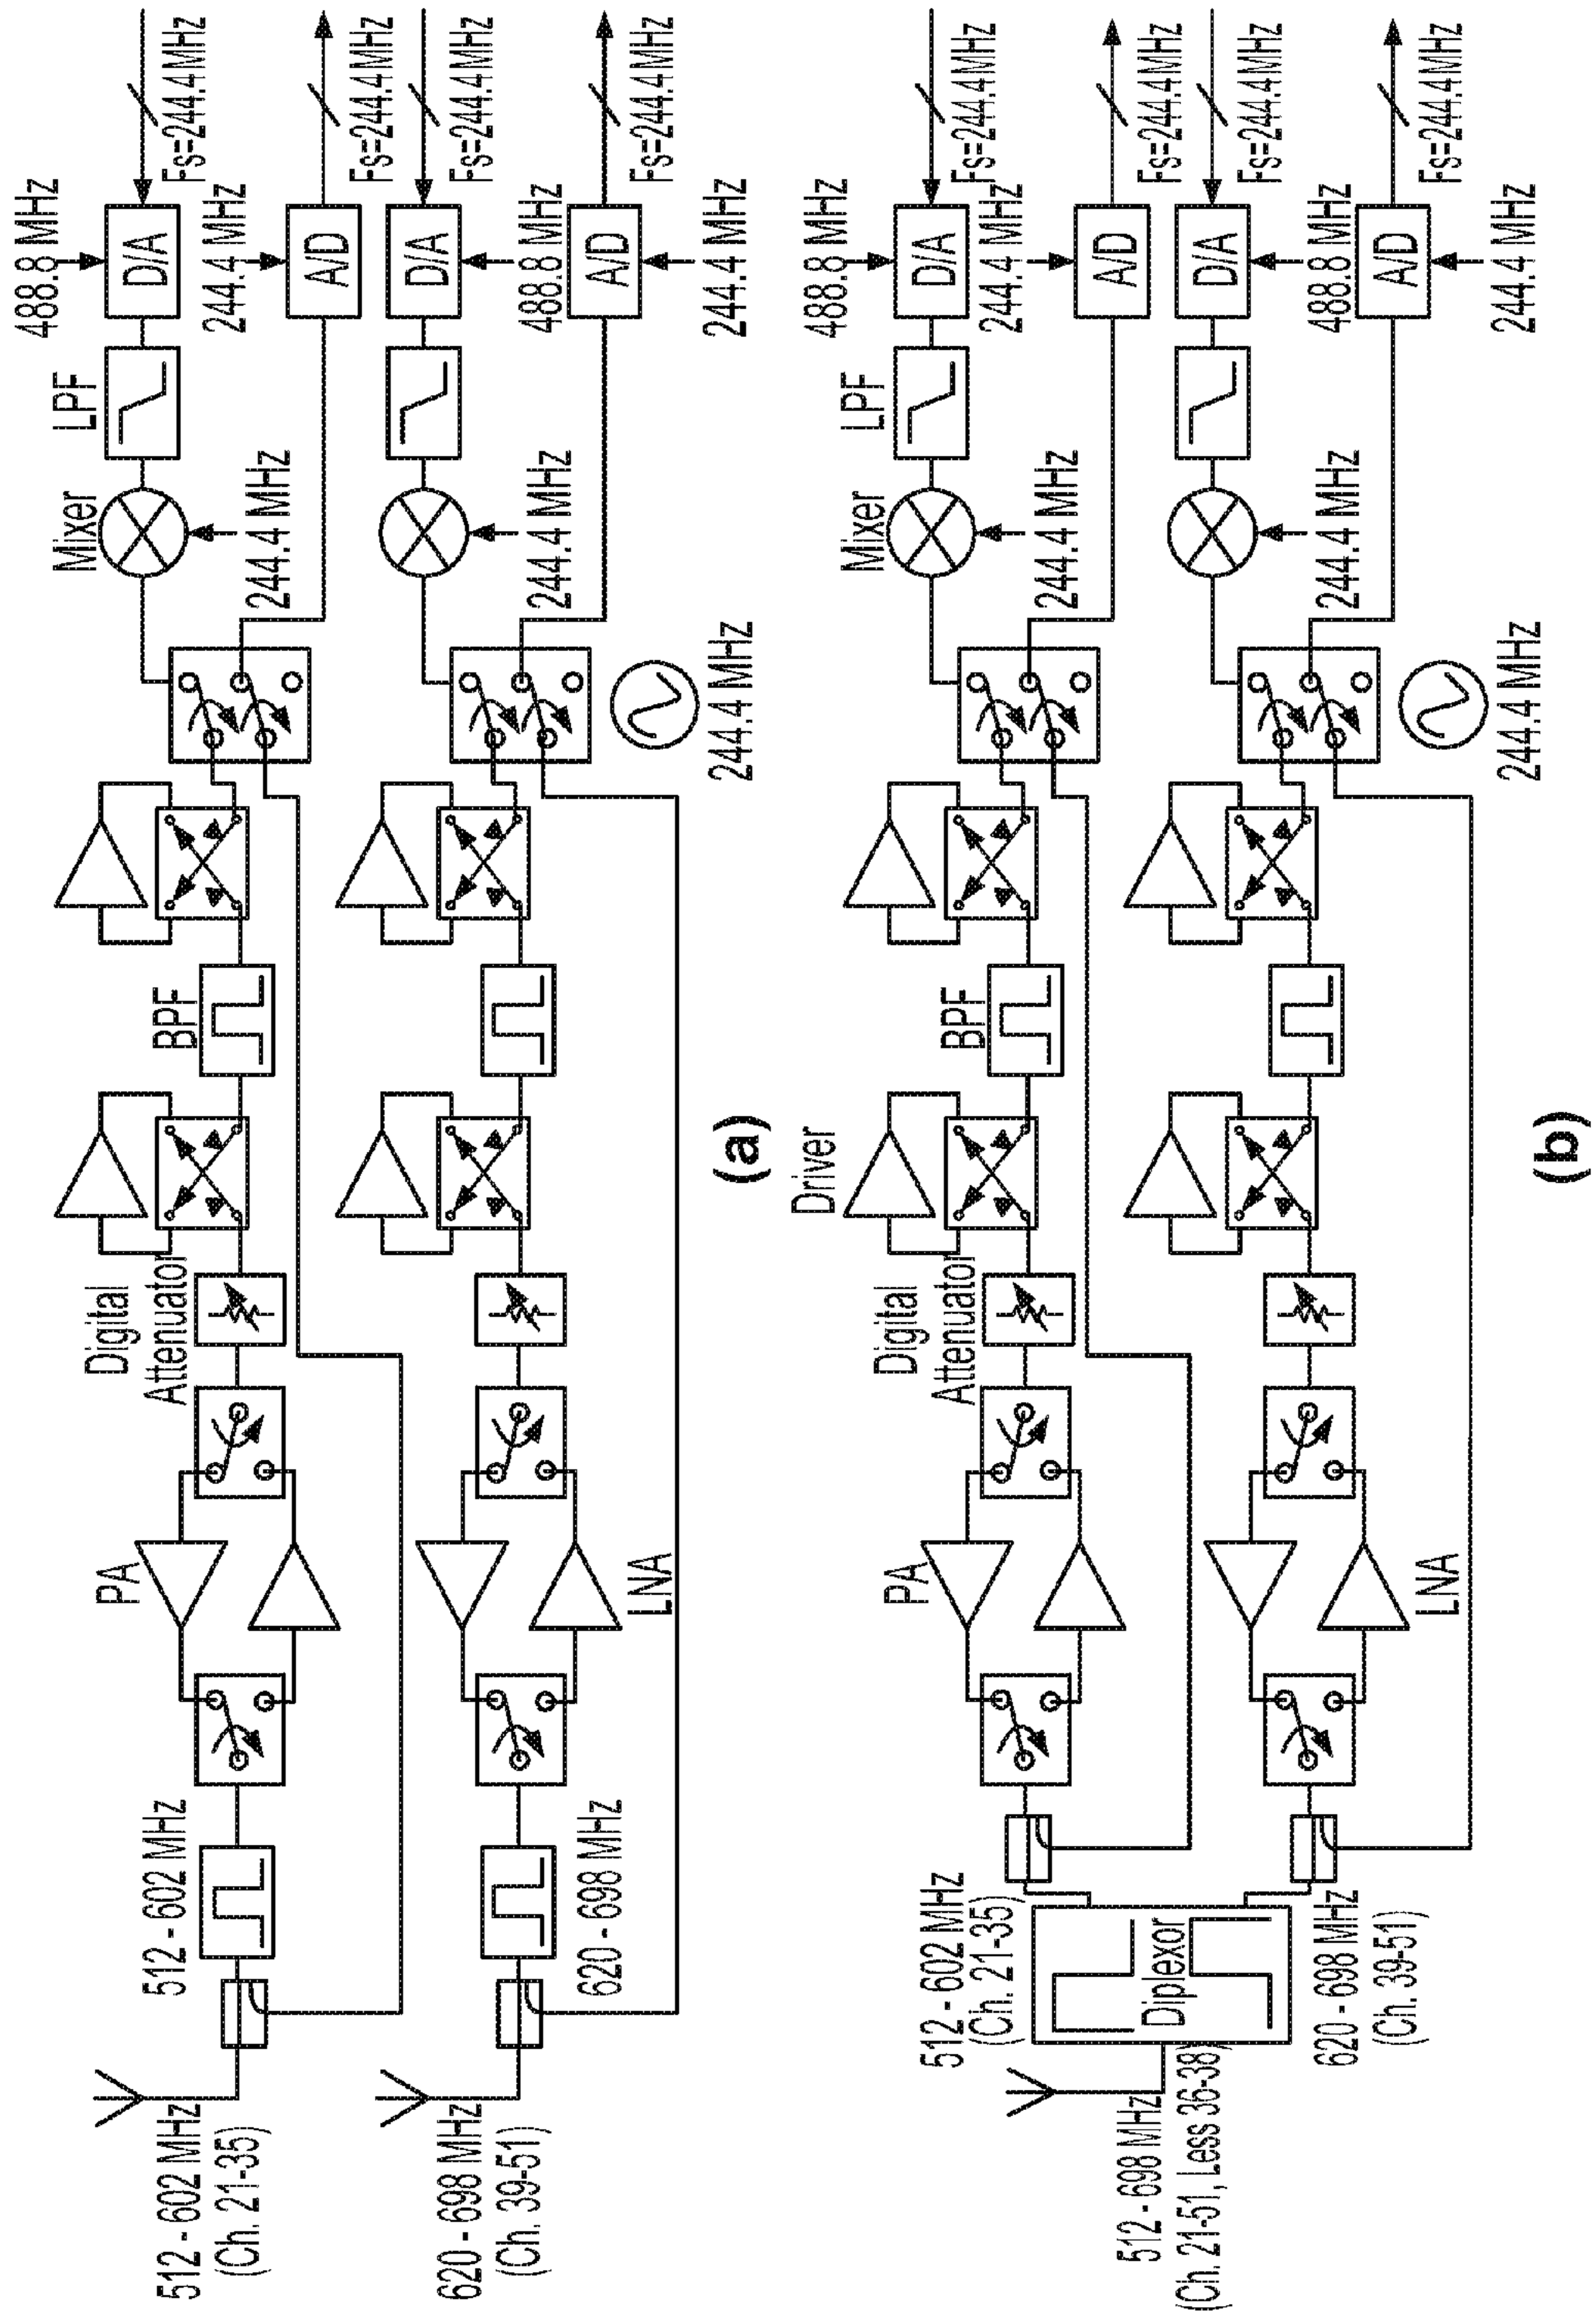 512 - 602 MHz
(Ch. 21-35)
512 - 602 MHz
PA
Digital
Attenuator
BPF
Mixer
LPF
488.8 MHz
D/A
Fs=244.4 MHz
244.4 MHz
244.4 MHz
A/D
Fs=244.4 MHz
620 - 698 MHz
(Ch. 39-51)
620 - 698 MHz
LNA
244.4 MHz
244.4 MHz
D/A
488.8 MHz
Fs=244.4 MHz
A/D
244.4 MHz
Fs=244.4 MHz
(a)
512 - 698 MHz
(Ch. 21-51, Less 36-38)
Diplexor
512 - 602 MHz
(Ch. 21-35)
PA
Digital
Attenuator
Driver
BPF
Mixer
LPF
488.8 MHz
D/A
Fs=244.4 MHz
244.4 MHz
244.4 MHz
A/D
Fs=244.4 MHz
620 - 698 MHz
(Ch. 39-51)
LNA
244.4 MHz
244.4 MHz
D/A
488.8 MHz
Fs=244.4 MHz
A/D
244.4 MHz
Fs=244.4 MHz
(b)